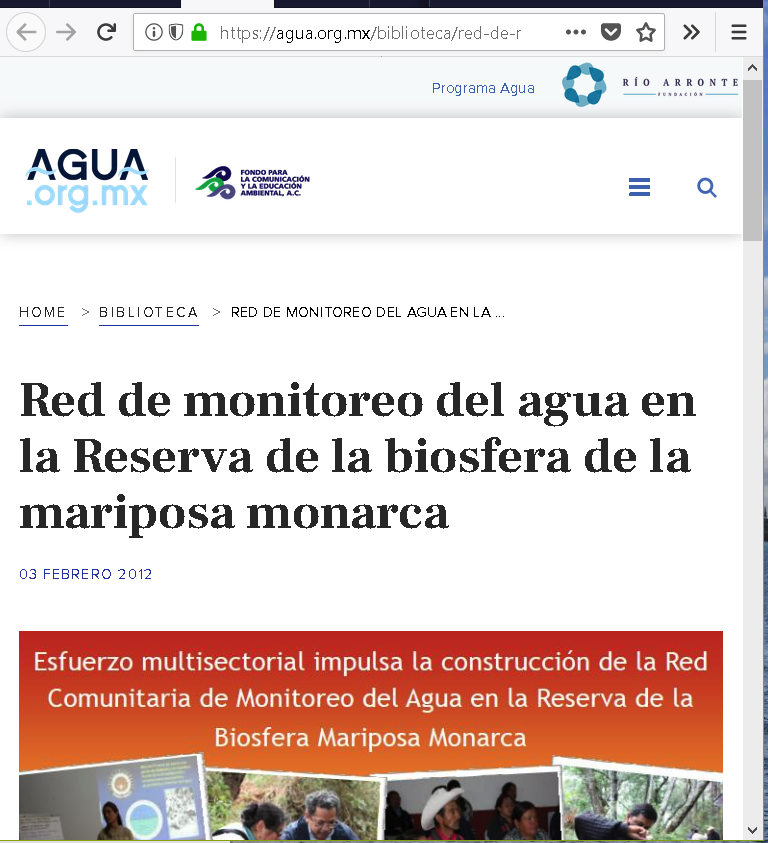 https://agua.org.mx/biblioteca/red-de-r
Programa Agua
RÍO ARRONTE
FUNDACIÓN
AGUA
.org.mx
FONDO PARA
LA COMUNICACIÓN
Y LA EDUCACIÓN
AMBIENTAL, A.C.
HOME > BIBLIOTECA > RED DE MONITOREO DEL AGUA EN LA ...
Red de monitoreo del agua en
la Reserva de la biosfera de la
mariposa monarca
03 FEBRERO 2012
Esfuerzo multisectorial impulsa la construcción de la Red
Comunitaria de Monitoreo del Agua en la Reserva de la
Biosfera Mariposa Monarca